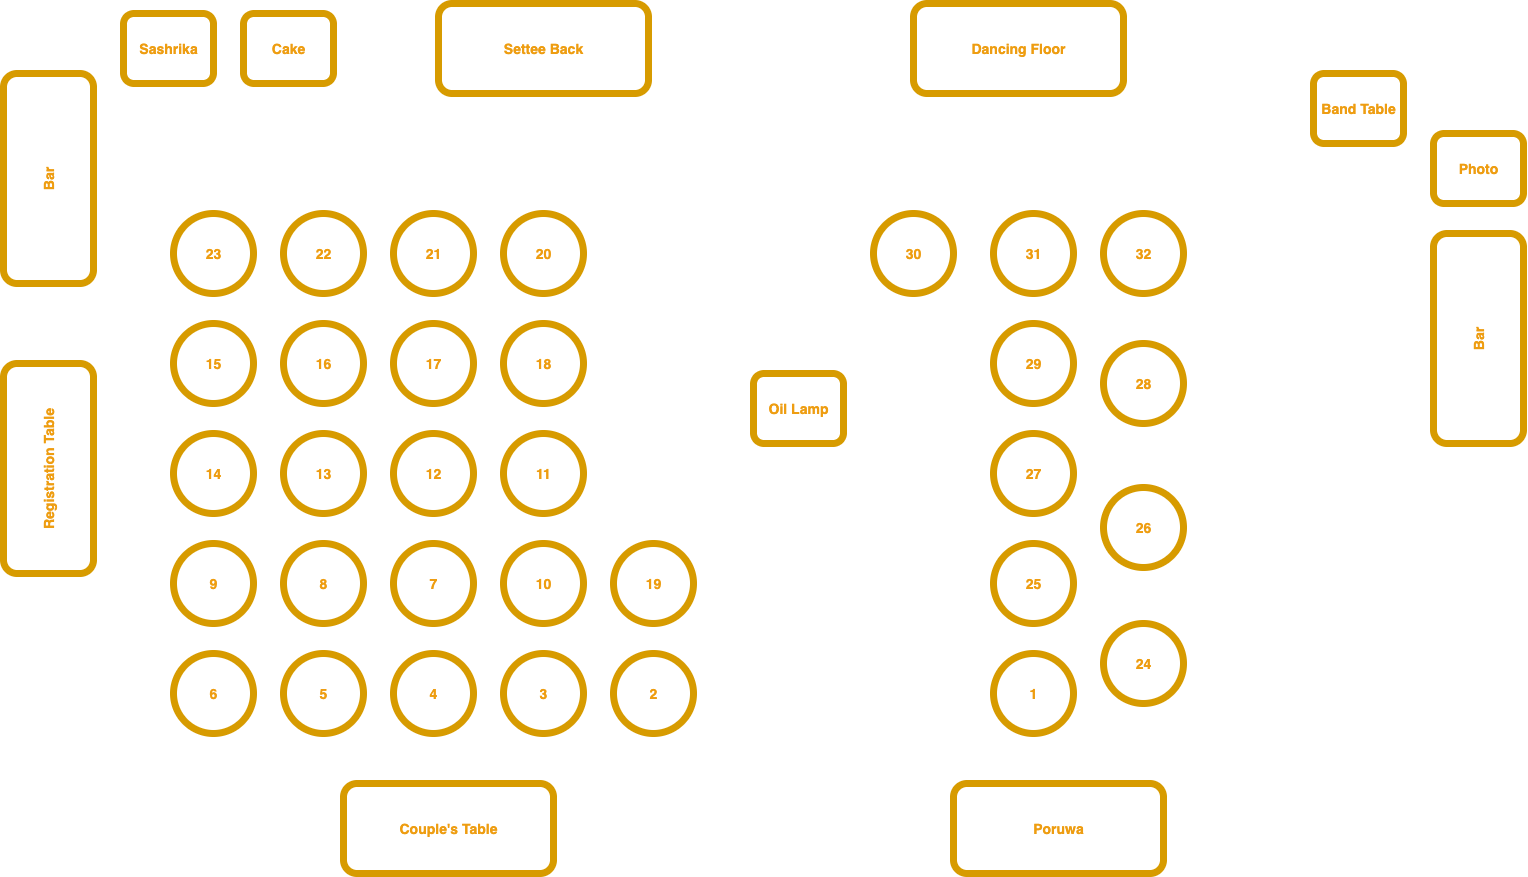 Sashrika
Cake
Settee Back
Dancing Floor
Band Table
Photo
Bar
23
22
21
20
30
31
32
Bar
15
16
17
18
29
28
Oil Lamp
Registration Table
14
13
12
11
27
26
9
8
7
10
19
25
24
6
5
4
3
2
1
Couple's Table
Poruwa